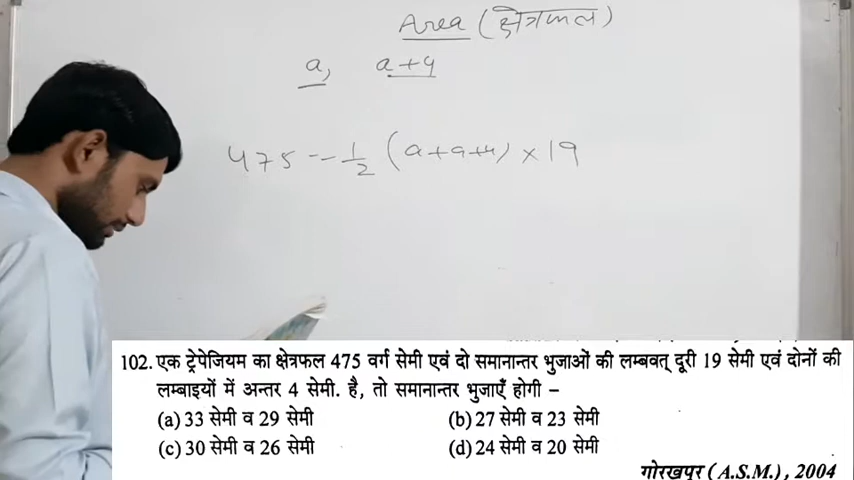 Area (क्षेत्रफल)
a, a+4
475 = 1/2 (a+a+4) × 19
102. एक ट्रेपेजियम का क्षेत्रफल 475 वर्ग सेमी एवं दो समानान्तर भुजाओं की लम्बवत् दूरी 19 सेमी एवं दोनों की
लम्बाइयों में अन्तर 4 सेमी. है, तो समानान्तर भुजाएँ होगी –
(a) 33 सेमी व 29 सेमी (b) 27 सेमी व 23 सेमी
(c) 30 सेमी व 26 सेमी (d) 24 सेमी व 20 सेमी
गोरखपुर (A.S.M.), 2004